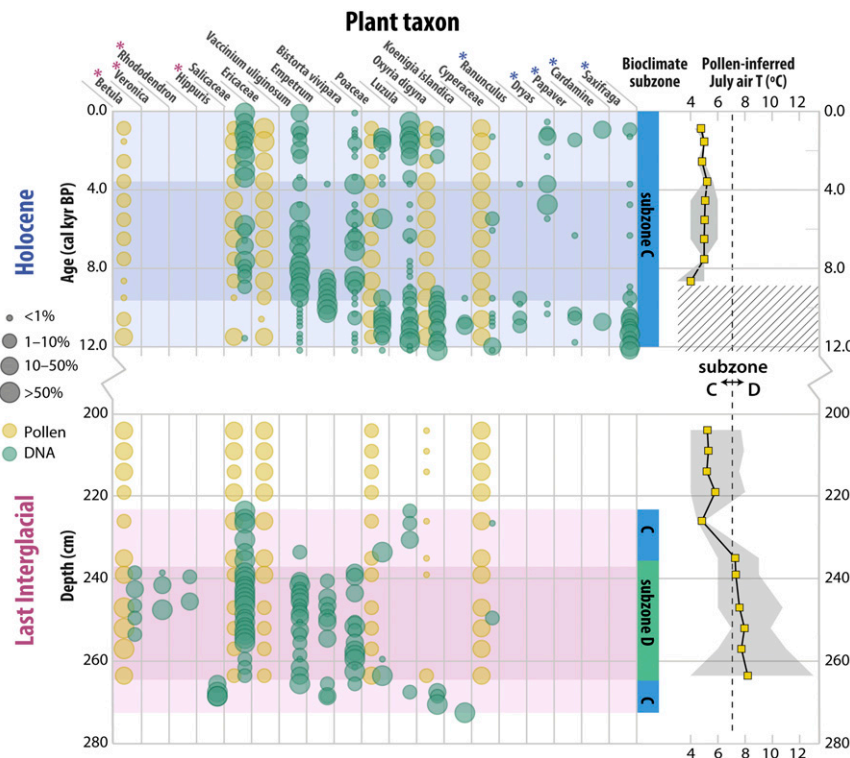 Plant taxon
*Betula
*Veronica
*Rhododendron
*Hippuris
Salicaceae
Ericaceae
Vaccinium uliginosum
Empetrum
Bistorta vivipara
Poaceae
Luzula
Oxyria digyna
Koenigia islandica
Cyperaceae
*Ranunculus
*Dryas
*Papaver
*Cardamine
*Saxifraga
Bioclimate
subzone
Pollen-inferred
July air T (ºC)
4 6 8 10 12
0.0 0.0
4.0 4.0
8.0 8.0
12.0 12.0
Holocene
Age (cal kyr BP)
subzone C
<1%
1–10%
10–50%
>50%
Pollen
DNA
subzone
C D
200 200
220 220
240 240
260 260
280 280
Last Interglacial
Depth (cm)
C
subzone D
C
4 6 8 10 12